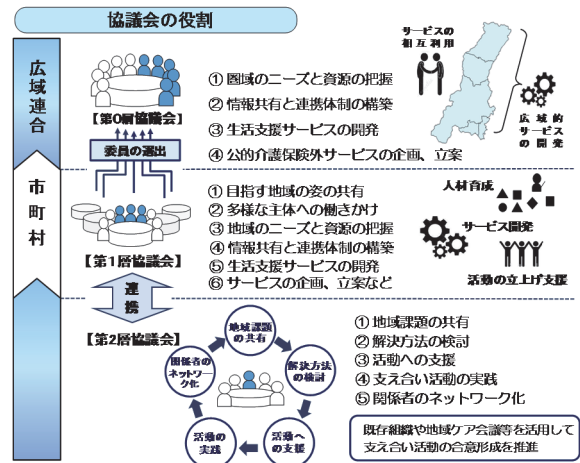 協議会の役割
広域連合
【第0層協議会】
委員の選出
① 圏域のニーズと資源の把握
② 情報共有と連携体制の構築
③ 生活支援サービスの開発
④ 公的介護保険外サービスの企画、立案
サービスの
相互利用
広域的
サービス
の開発
市町村
【第1層協議会】
① 目指す地域の姿の共有
② 多様な主体への働きかけ
③ 地域のニーズと資源の把握
④ 情報共有と連携体制の構築
⑤ 生活支援サービスの開発
⑥ サービスの企画、立案など
人材育成
サービス開発
活動の立上げ支援
連携
【第2層協議会】
地域課題
の共有
解決方法
の検討
活動へ
の支援
活動の
実践
関係者の
ネットワー
ク化
① 地域課題の共有
② 解決方法の検討
③ 活動への支援
④ 支え合い活動の実践
⑤ 関係者のネットワーク化
既存組織や地域ケア会議等を活用して
支え合い活動の合意形成を推進